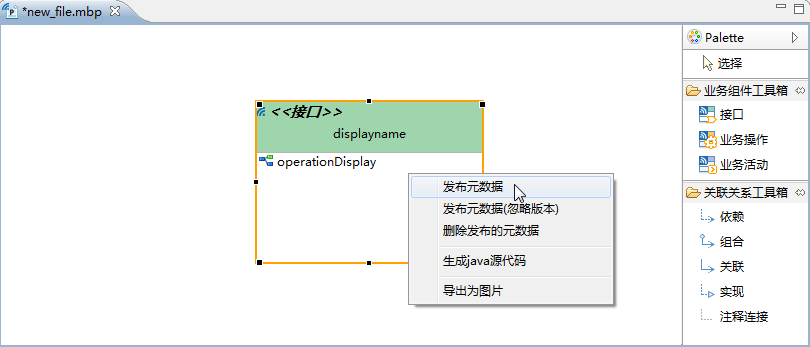 *new_file.mbp
<<接口>>
displayname
operationDisplay
发布元数据
发布元数据(忽略版本)
删除发布的元数据
生成java源代码
导出为图片
Palette
选择
业务组件工具箱
接口
业务操作
业务活动
关联关系工具箱
依赖
组合
关联
实现
注释连接